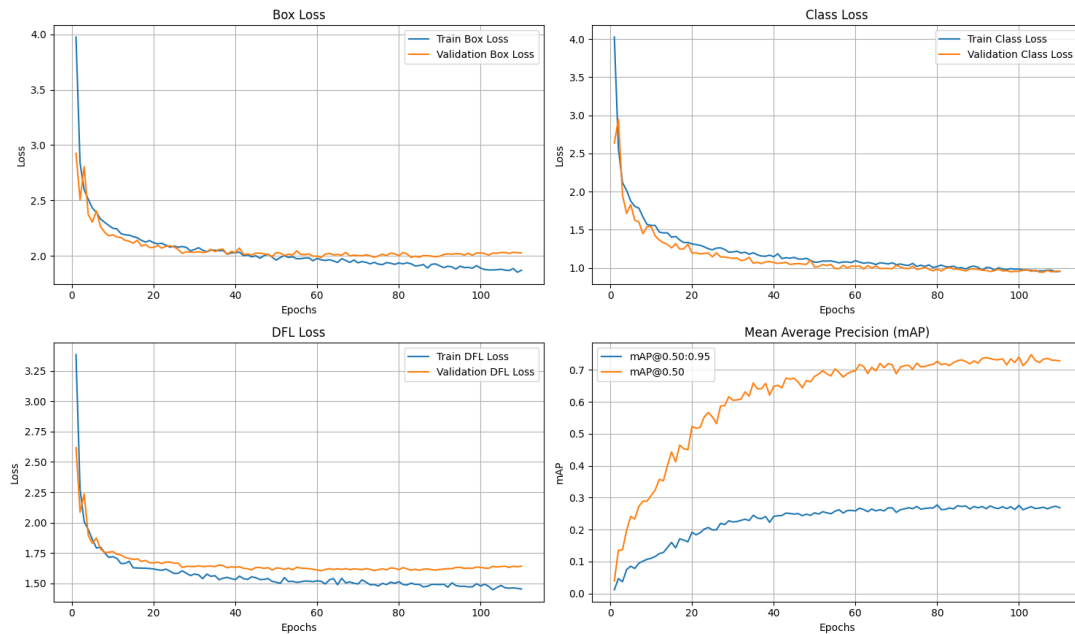 Box Loss
4.0
3.5
3.0
2.5
2.0
Loss
Train Box Loss
Validation Box Loss
0 20 40 60 80 100
Epochs
Class Loss
4.0
3.5
3.0
2.5
2.0
1.5
1.0
Loss
Train Class Loss
Validation Class Loss
0 20 40 60 80 100
Epochs
DFL Loss
3.25
3.00
2.75
2.50
2.25
2.00
1.75
1.50
Loss
Train DFL Loss
Validation DFL Loss
0 20 40 60 80 100
Epochs
Mean Average Precision (mAP)
0.7
0.6
0.5
0.4
0.3
0.2
0.1
0.0
mAP
mAP@0.50:0.95
mAP@0.50
0 20 40 60 80 100
Epochs